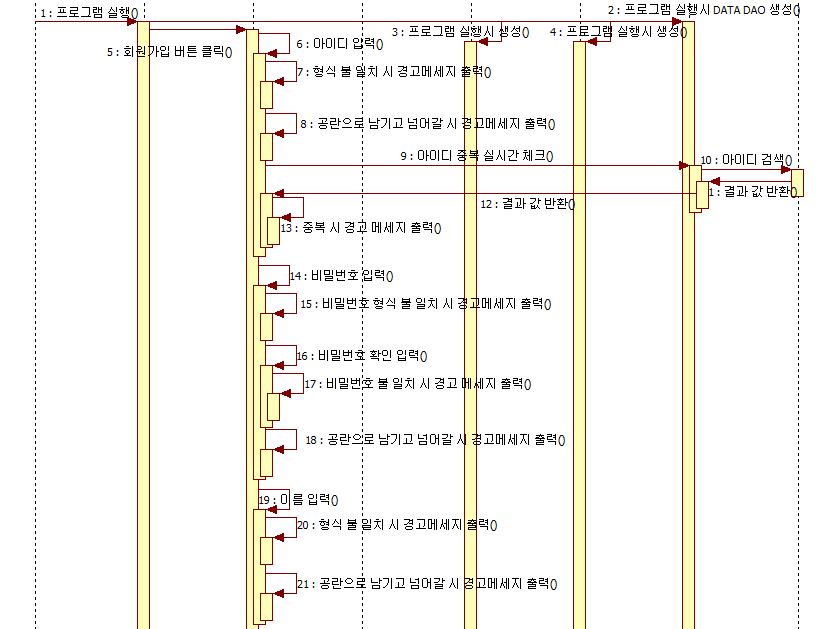 1 : 프로그램 실행()
2 : 프로그램 실행시 DATA DAO 생성()
3 : 프로그램 실행시 생성()
4 : 프로그램 실행시 생성()
5 : 회원가입 버튼 클릭()
6 : 아이디 입력()
7 : 형식 불 일치 시 경고메세지 출력()
8 : 공란으로 남기고 넘어갈 시 경고메세지 출력()
9 : 아이디 중복 실시간 체크()
10 : 아이디 검색()
1 : 결과 값 반환()
12 : 결과 값 반환()
13 : 중복 시 경고 메세지 출력()
14 : 비밀번호 입력()
15 : 비밀번호 형식 불 일치 시 경고메세지 출력()
16 : 비밀번호 확인 입력()
17 : 비밀번호 불 일치 시 경고 메세지 출력()
18 : 공란으로 남기고 넘어갈 시 경고메세지 출력()
19 : 이름 입력()
20 : 형식 불 일치 시 경고메세지 출력()
21 : 공란으로 남기고 넘어갈 시 경고메세지 출력()